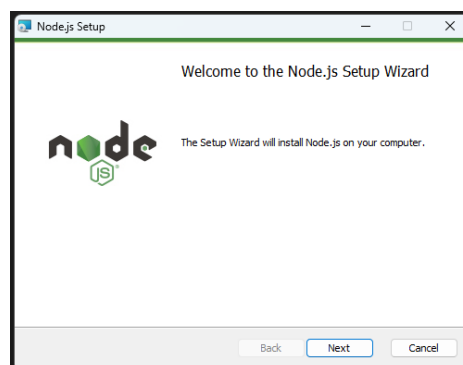 Node.js Setup
Welcome to the Node.js Setup Wizard
node
JS
The Setup Wizard will install Node.js on your computer.
Back
Next
Cancel